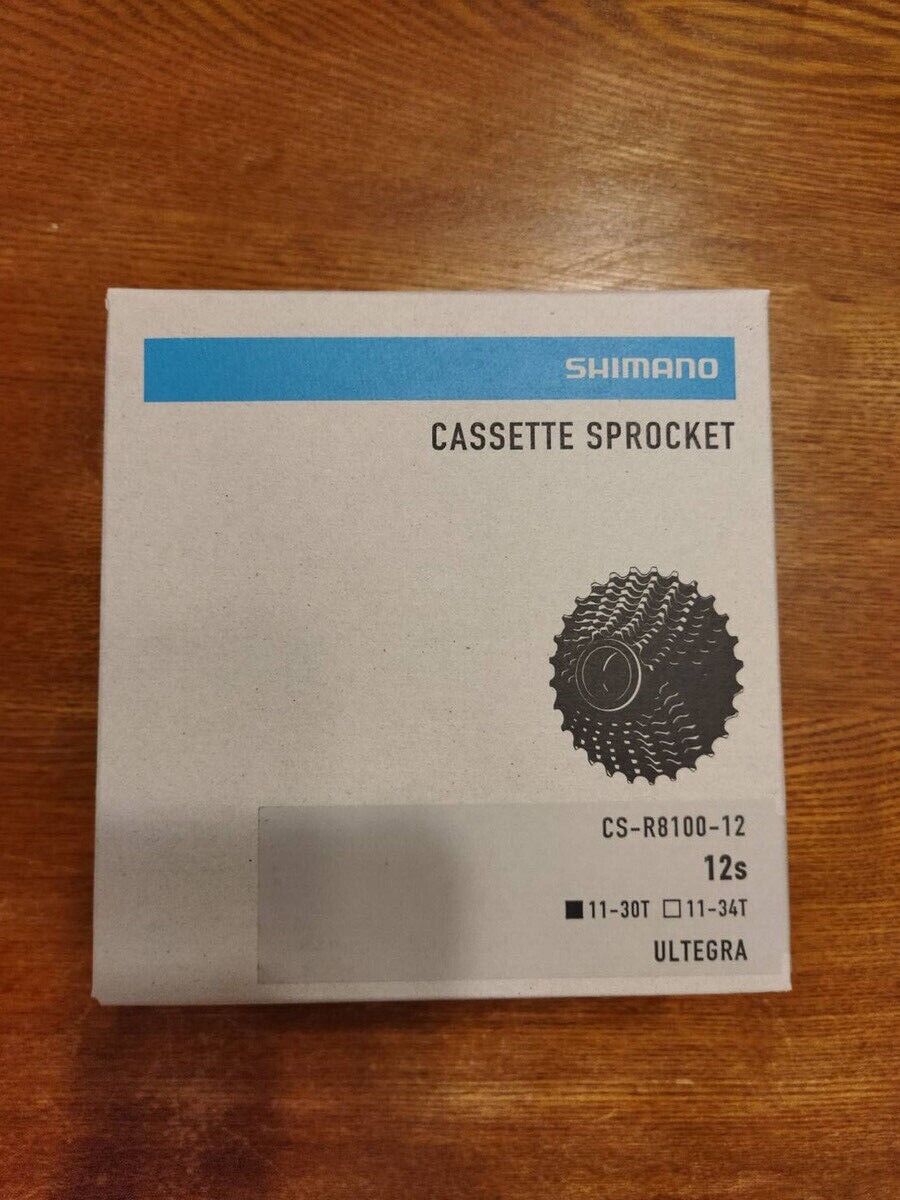 SHIMANO
CASSETTE SPROCKET
CS-R8100-12
12s
■11-30T □11-34T
ULTEGRA